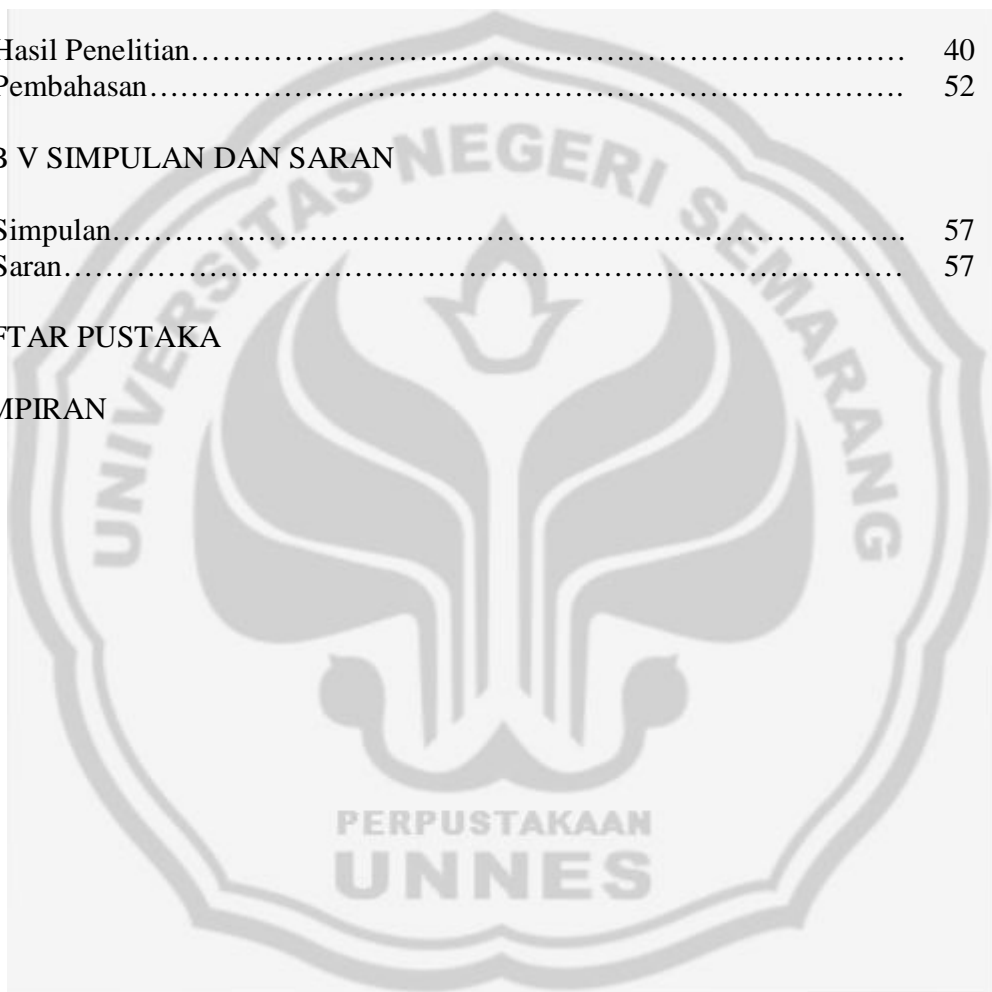 Hasil Penelitian………………………………………………………… 40
Pembahasan……………………………………………………………. 52
B V SIMPULAN DAN SARAN
Simpulan………………………………………………………………... 57
Saran……………………………………………………………………. 57
FTAR PUSTAKA
MPIRAN
UNIVERSITAS NEGERI SEMARANG
PERPUSTAKAAN
UNNES